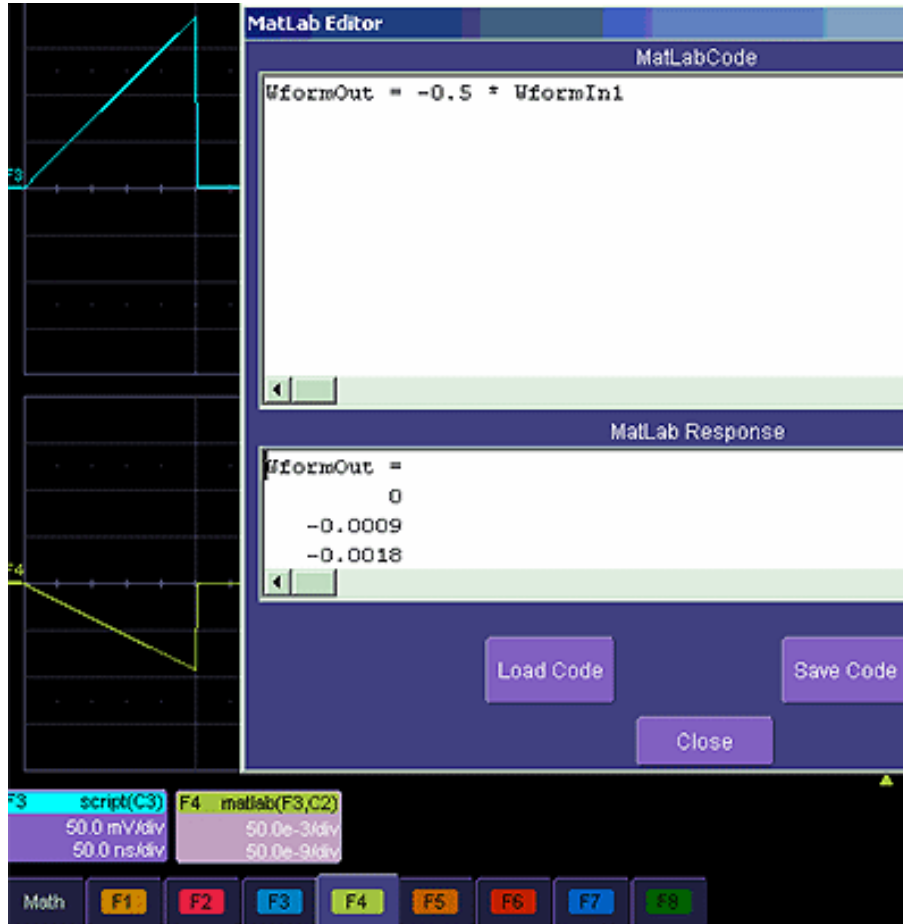 MatLab Editor
MatLabCode
WformOut = -0.5 * WformIn1
F3
MatLab Response
WformOut =
0
-0.0009
-0.0018
F4
Load Code
Save Code
Close
F3 script(C3)
50.0 mV/div
50.0 ns/div
F4 matlab(F3,C2)
50.0e-3/div
50.0e-9/div
Math F1 F2 F3 F4 F5 F6 F7 F8